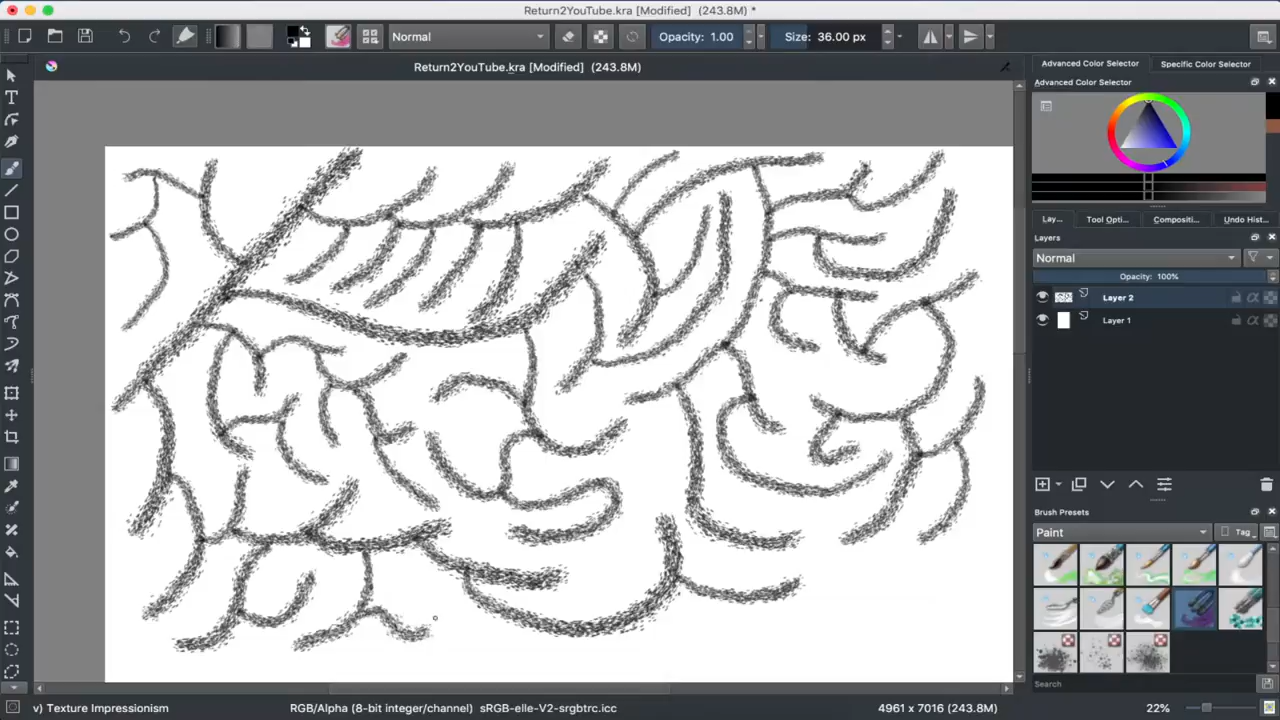 Return2YouTube.kra [Modified] (243.8M) *
Normal
Opacity: 1.00
Size: 36.00 px
Return2YouTube.kra [Modified] (243.8M)
Advanced Color Selector
Specific Color Selector
Advanced Color Selector
Lay...
Tool Opti...
Compositi...
Undo Hist...
Layers
Normal
Opacity: 100%
Layer 2
Layer 1
Brush Presets
Paint
Tag
Search
v) Texture Impressionism
RGB/Alpha (8-bit integer/channel) sRGB-elle-V2-srgbtrc.icc
4961 x 7016 (243.8M)
22%